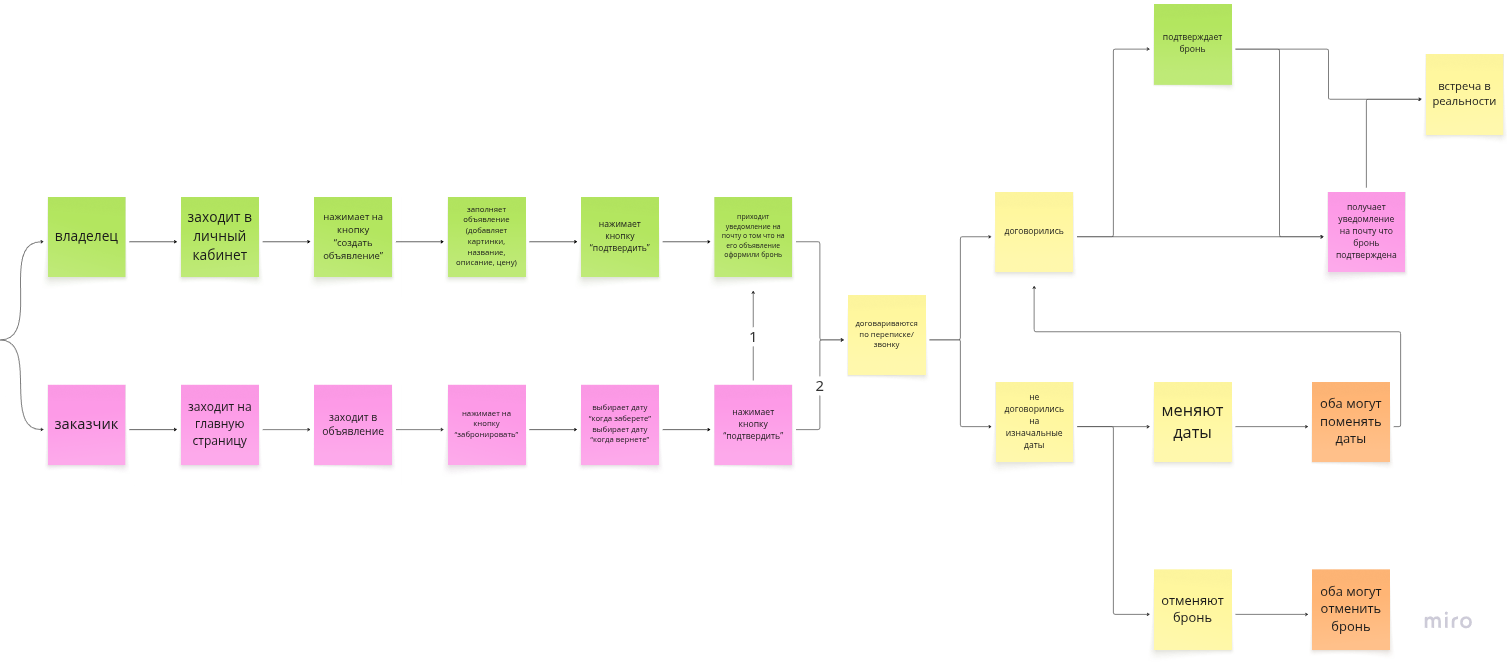 подтверждает
бронь
встреча в
реальности
владелец
заходит в
личный
кабинет
нажимает на
кнопку
“создать
объявление”
заполняет
объявление
(добавляет
картинки,
название,
описание, цену)
нажимает
кнопку
“подтвердить”
приходит
уведомление на
почту о том что на
его объявление
оформили бронь
договорились
получает
уведомление
на почту что
бронь
подтверждена
1
договариваются
по переписке/
звонку
2
заказчик
заходит на
главную
страницу
заходит в
объявление
нажимает на
кнопку
“забронировать”
выбирает дату
“когда заберете”
выбирает дату
“когда вернете”
нажимает
кнопку
“подтвердить”
не
договорились
на
изначальные
даты
меняют
даты
оба могут
поменять
даты
отменяют
бронь
оба могут
отменить
бронь
miro